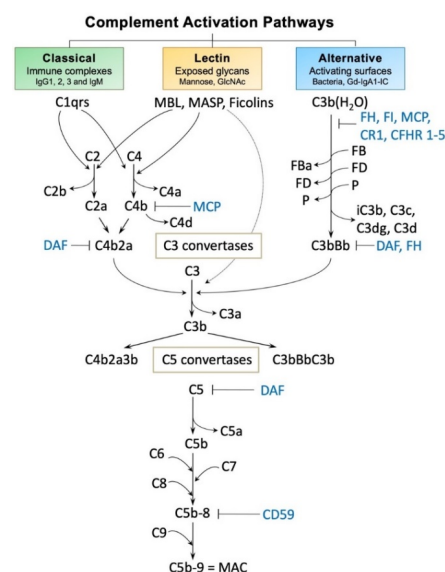 Complement Activation Pathways
Classical
Immune complexes
IgG1, 2, 3 and IgM
Lectin
Exposed glycans
Mannose, GlcNAc
Alternative
Activating surfaces
Bacteria, Gd-IgA1-IC
C1qrs
MBL, MASP, Ficolins
C3b(H₂O)
FH, FI, MCP,
CR1, CFHR 1-5
C2
C4
FB
FBa
FD
FD
P
P
C2b
C4a
C2a
C4b
MCP
C4d
iC3b, C3c,
C3dg, C3d
DAF
C4b2a
C3 convertases
C3bBb
DAF, FH
C3
C3a
C3b
C4b2a3b
C5 convertases
C3bBbC3b
C5
DAF
C5a
C5b
C6
C7
C8
C5b-8
CD59
C9
C5b-9 = MAC